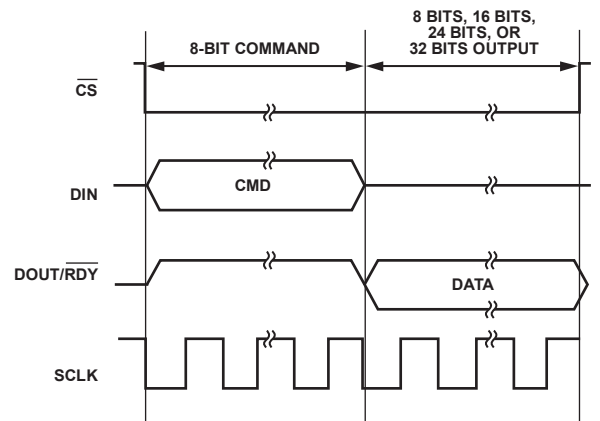 8 BITS, 16 BITS,
24 BITS, OR
8-BIT COMMAND
32 BITS OUTPUT
CS
DIN
CMD
DOUT/RDY
DATA
SCLK